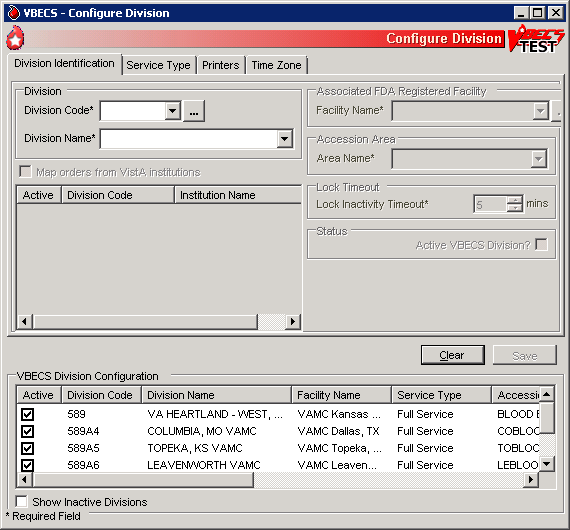 VBECS - Configure Division
Configure Division
VBECS
TEST
Division Identification Service Type Printers Time Zone
Division
Division Code* ...
Division Name*
Map orders from VistA institutions
Active Division Code Institution Name
Associated FDA Registered Facility
Facility Name*
Accession Area
Area Name*
Lock Timeout
Lock Inactivity Timeout* 5 mins
Status
Active VBECS Division?
Clear Save
VBECS Division Configuration
Active Division Code Division Name Facility Name Service Type Accessi
589 VA HEARTLAND - WEST, ... VAMC Kansas ... Full Service BLOOD B
589A4 COLUMBIA, MO VAMC VAMC Dallas, TX Full Service COBLOO
589A5 TOPEKA, KS VAMC VAMC Topeka, ... Full Service TOBLOO
589A6 LEAVENWORTH VAMC VAMC Leaven... Full Service LEBLOO
Show Inactive Divisions
* Required Field